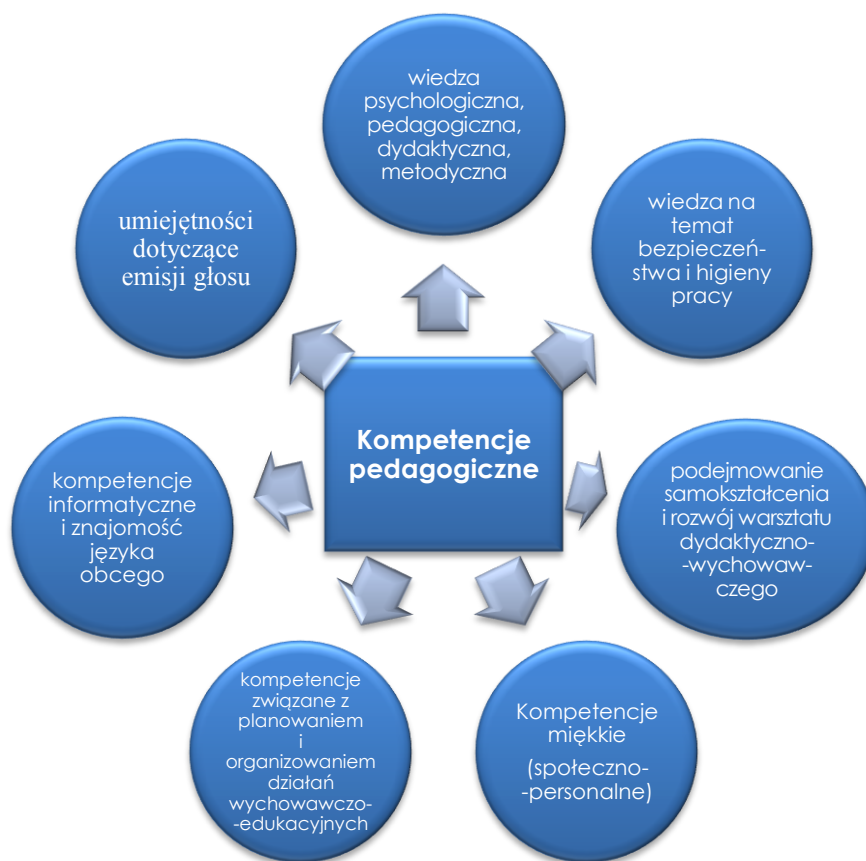 wiedza
psychologiczna,
pedagogiczna,
dydaktyczna,
metodyczna
umiejętności
dotyczące
emisji głosu
wiedza na
temat
bezpieczeń-
stwa i higieny
pracy
Kompetencje
pedagogiczne
kompetencje
informatyczne
i znajomość
języka
obcego
podejmowanie
samokształcenia
i rozwój warsztatu
dydaktyczno-
-wychowaw-
czego
kompetencje
związane z
planowaniem
i
organizowaniem
działań
wychowawczo-
-edukacyjnych
Kompetencje
miękkie
(społeczno-
-personalne)